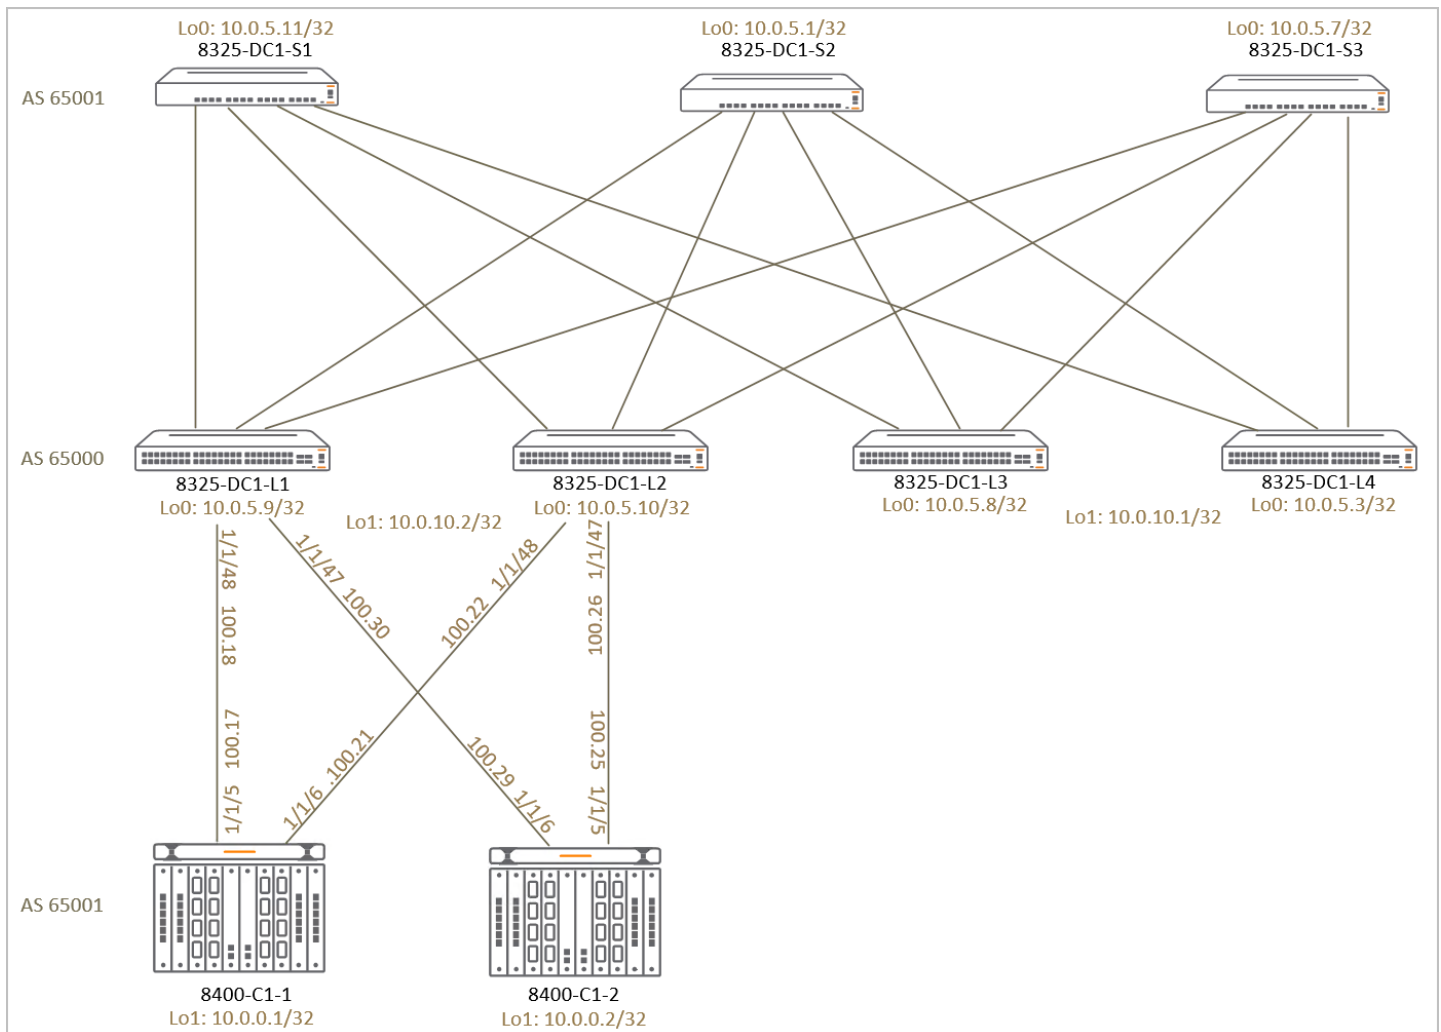 Lo0: 10.0.5.11/32
8325-DC1-S1
Lo0: 10.0.5.1/32
8325-DC1-S2
Lo0: 10.0.5.7/32
8325-DC1-S3
AS 65001
AS 65000
8325-DC1-L1
Lo0: 10.0.5.9/32
Lo1: 10.0.10.2/32
8325-DC1-L2
Lo0: 10.0.5.10/32
8325-DC1-L3
Lo0: 10.0.5.8/32
Lo1: 10.0.10.1/32
8325-DC1-L4
Lo0: 10.0.5.3/32
1/1/48 100.18
1/1/47 100.30
100.22 1/1/48
100.26 1/1/47
1/1/5 100.17
1/1/6 .100.21
100.29 1/1/6
100.25 1/1/5
AS 65001
8400-C1-1
Lo1: 10.0.0.1/32
8400-C1-2
Lo1: 10.0.0.2/32